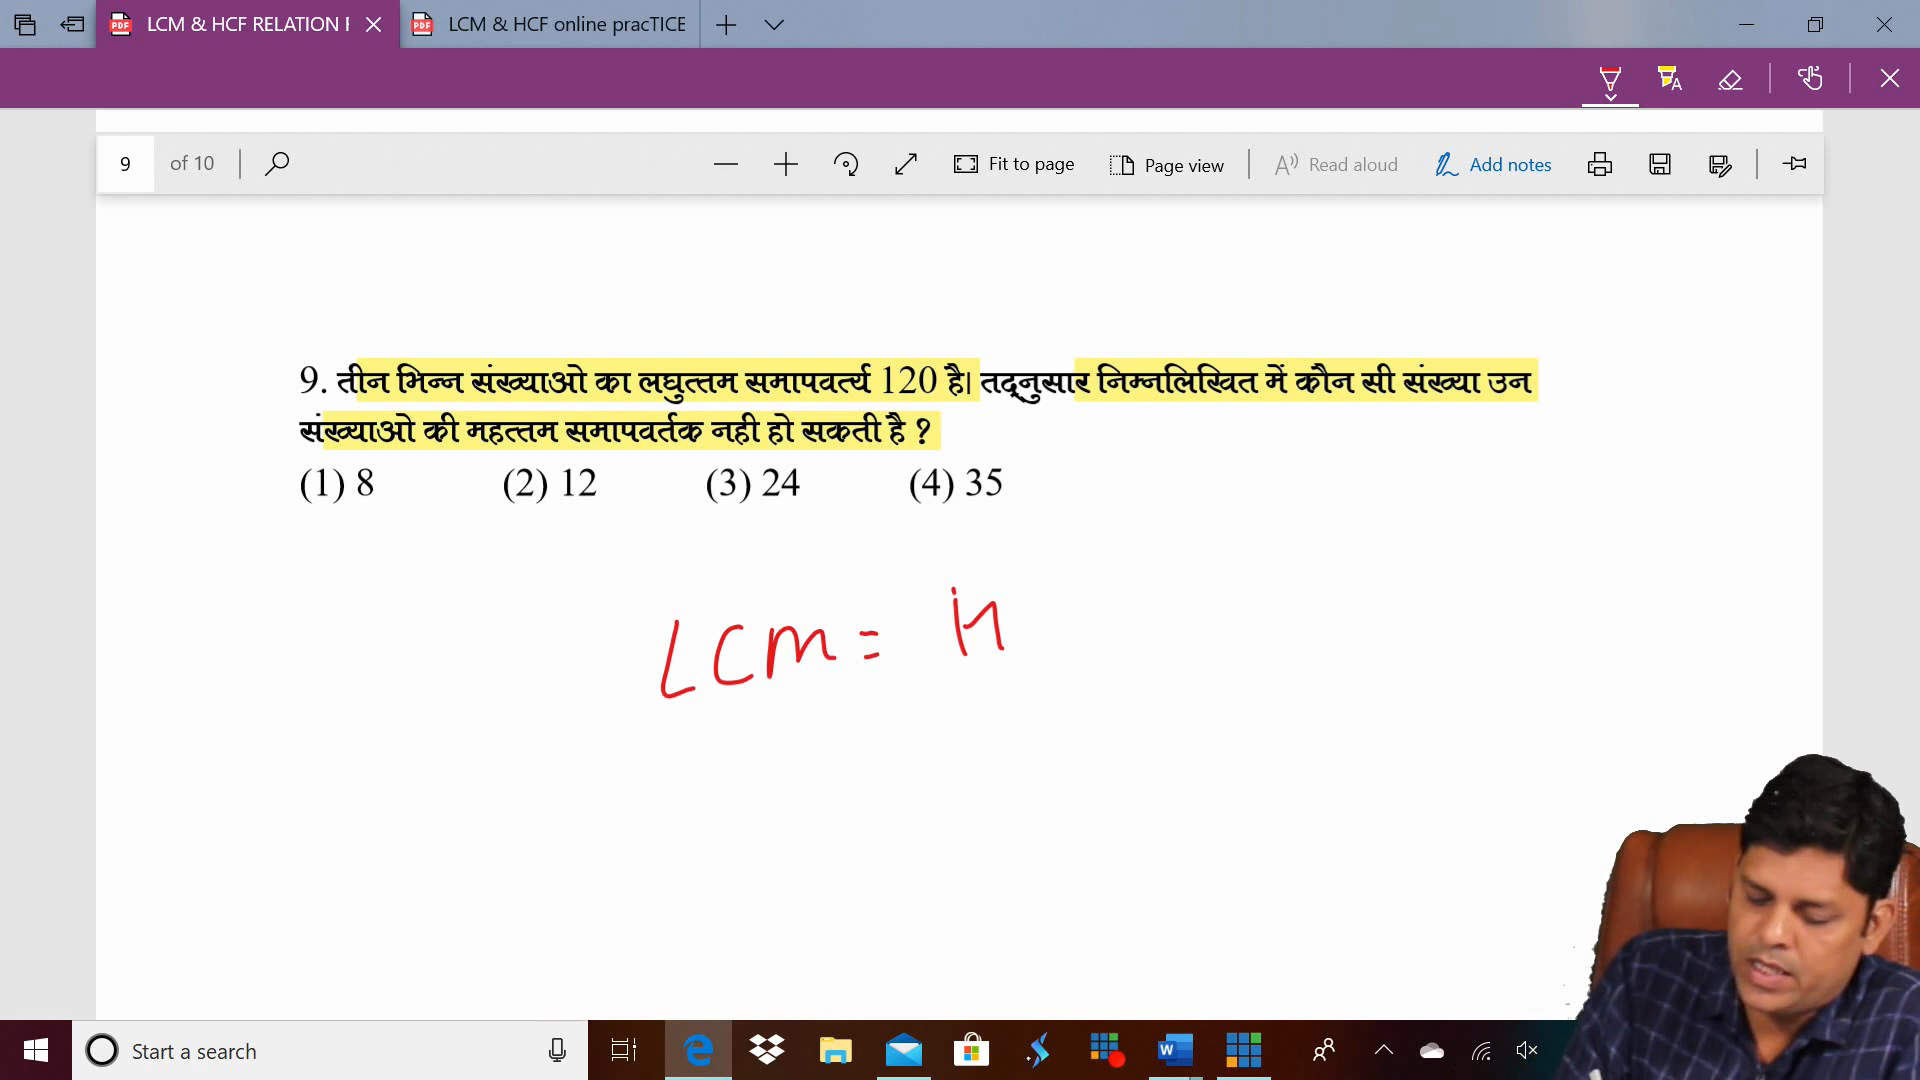 LCM & HCF RELATION F
LCM & HCF online pracTICE
9 of 10
Fit to page
Page view
Read aloud
Add notes
9. तीन भिन्न संख्याओ का लघुत्तम समापवर्त्य 120 है। तद्नुसार निम्नलिखित में कौन सी संख्या उन
संख्याओ की महत्तम समापवर्तक नही हो सकती है ?
(1) 8 (2) 12 (3) 24 (4) 35
LCM = H
Start a search